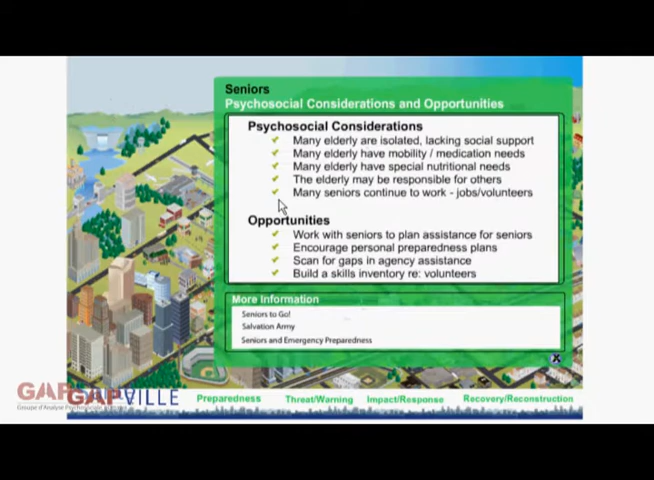 Seniors
Psychosocial Considerations and Opportunities
Psychosocial Considerations
Many elderly are isolated, lacking social support
Many elderly have mobility / medication needs
Many elderly have special nutritional needs
The elderly may be responsible for others
Many seniors continue to work - jobs/volunteers
Opportunities
Work with seniors to plan assistance for seniors
Encourage personal preparedness plans
Scan for gaps in agency assistance
Build a skills inventory re: volunteers
More Information
Seniors to Go!
Salvation Army
Seniors and Emergency Preparedness
X
GAP
GAPVILLE
Groupe d'Analyse
Preparedness
Threat/Warning
Impact/Response
Recovery/Reconstruction